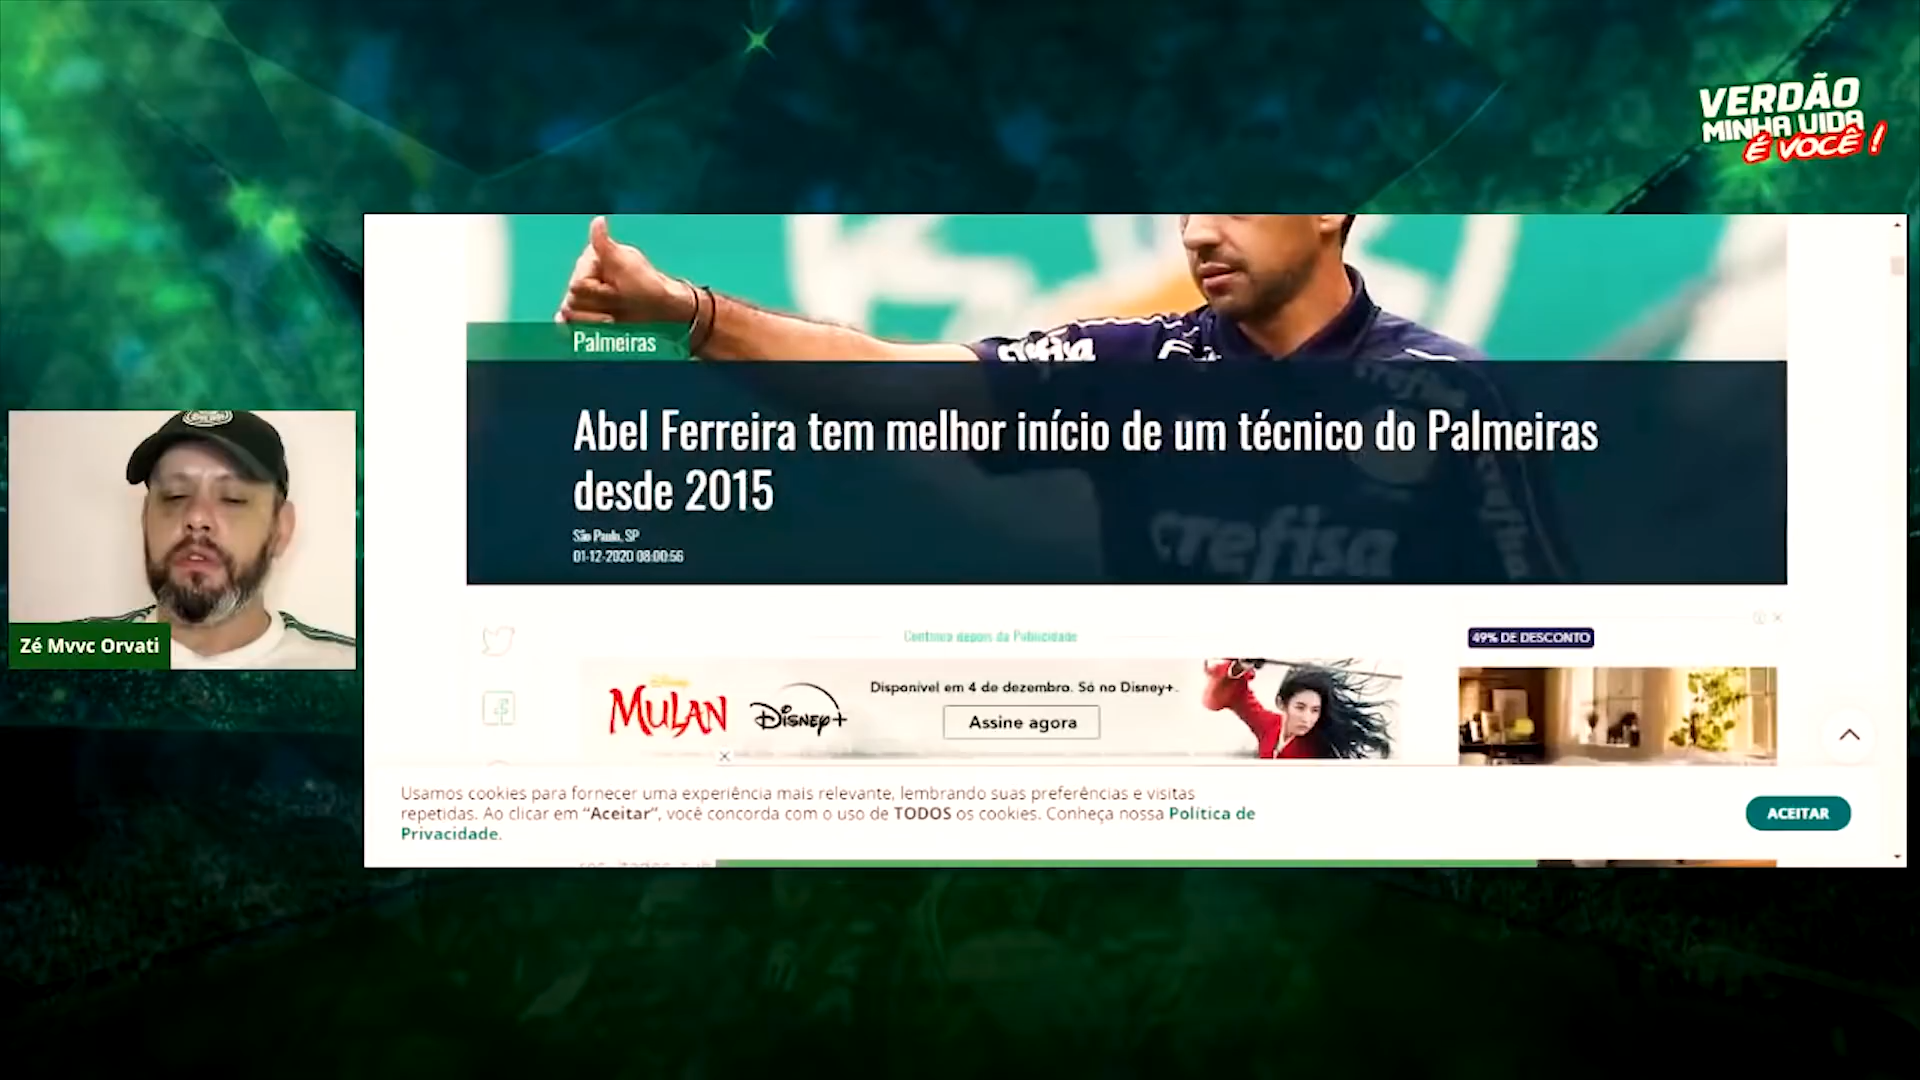 VERDÃO
MINHA VIDA
É VOCÊ!
crefisa
crefisa
Palmeiras
Abel Ferreira tem melhor início de um técnico do Palmeiras
desde 2015
São Paulo, SP
01-12-2020 08:00:56
crefisa
Zé Mvvc Orvati
Continua depois da Publicidade
49% DE DESCONTO
Disney
MULAN
Disney+
Disponível em 4 de dezembro. Só no Disney+.
Assine agora
Usamos cookies para fornecer uma experiência mais relevante, lembrando suas preferências e visitas
repetidas. Ao clicar em “Aceitar”, você concorda com o uso de TODOS os cookies. Conheça nossa Política de
Privacidade.
ACEITAR